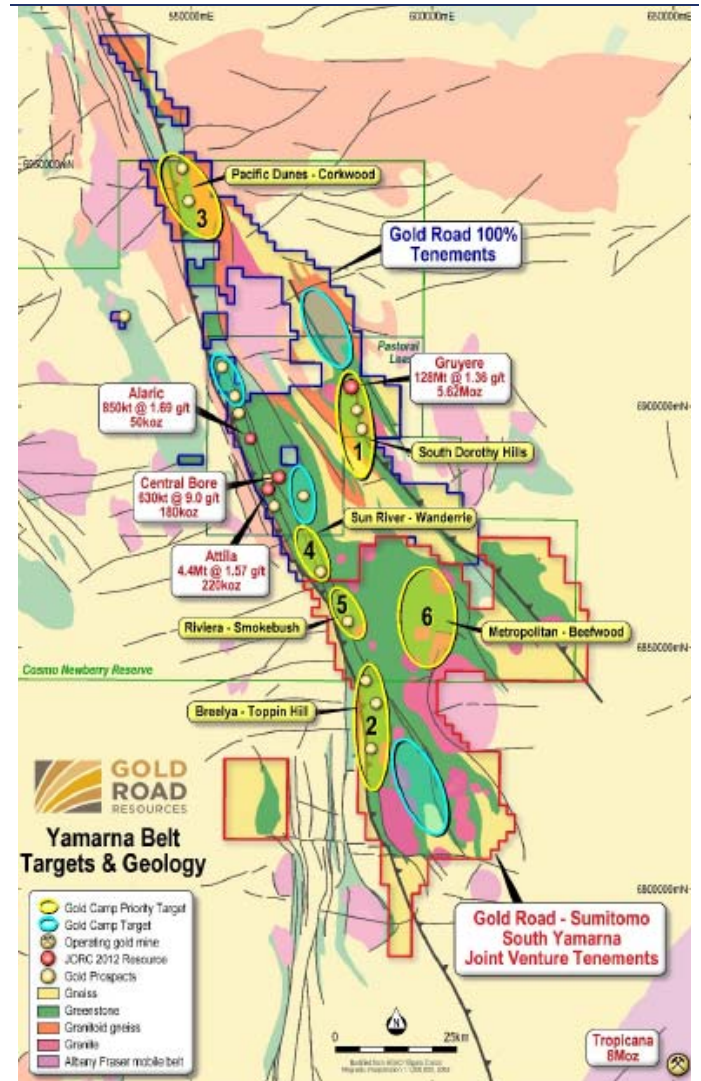 550000mE
600000mE
650000mE
Pacific Dunes - Corkwood
3
Gold Road 100%
Tenements
Pastoral
Gruyere
128Mt @ 1.36 g/t
5.62Moz
Alaric
850kt @ 1.69 g/t
50koz
6900000mN
1
South Dorothy Hills
Central Bore
630kt @ 9.0 g/t
180koz
Sun River - Wanderrie
Attila
4.4Mt @ 1.57 g/t
220koz
4
5
6
Riviera - Smokebush
Metropolitan - Beefwood
6850000mN
Cosmo Newberry Reserve
Breelya - Toppin Hill
2
GOLD
ROAD
RESOURCES
Yamarna Belt
Targets & Geology
6800000mN
Gold Camp Priority Target
Gold Camp Target
Operating gold mine
JORC 2012 Resource
Gold Prospects
Gneiss
Greenstone
Granitoid gneiss
Granite
Albany Fraser mobile belt
Gold Road - Sumitomo
South Yamarna
Joint Venture Tenements
N
0 25km
Tropicana
8Moz